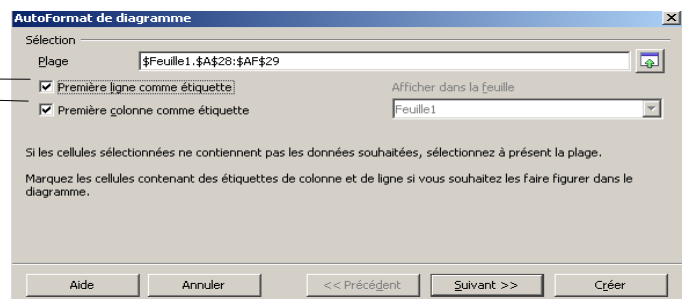 AutoFormat de diagramme
Sélection
Plage $Feuille1.$A$28:$AF$29
Première ligne comme étiquette Afficher dans la feuille
Première colonne comme étiquette Feuille1
Si les cellules sélectionnées ne contiennent pas les données souhaitées, sélectionnez à présent la plage.
Marquez les cellules contenant des étiquettes de colonne et de ligne si vous souhaitez les faire figurer dans le
diagramme.
Aide Annuler << Précédent Suivant >> Créer